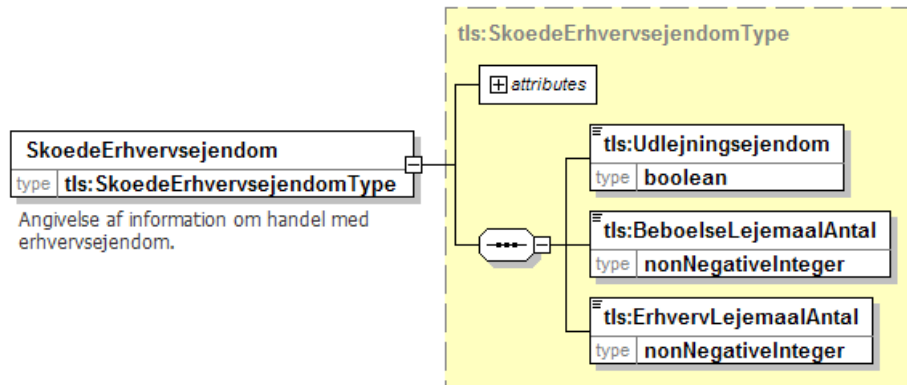 tls:SkoedeErhvervsejendomType
attributes
SkoedeErhvervsejendom
type tls:SkoedeErhvervsejendomType
Angivelse af information om handel med
erhvervsejendom.
tls:Udlejningsejendom
type boolean
tls:BeboelseLejemaalAntal
type nonNegativeInteger
tls:ErhvervLejemaalAntal
type nonNegativeInteger